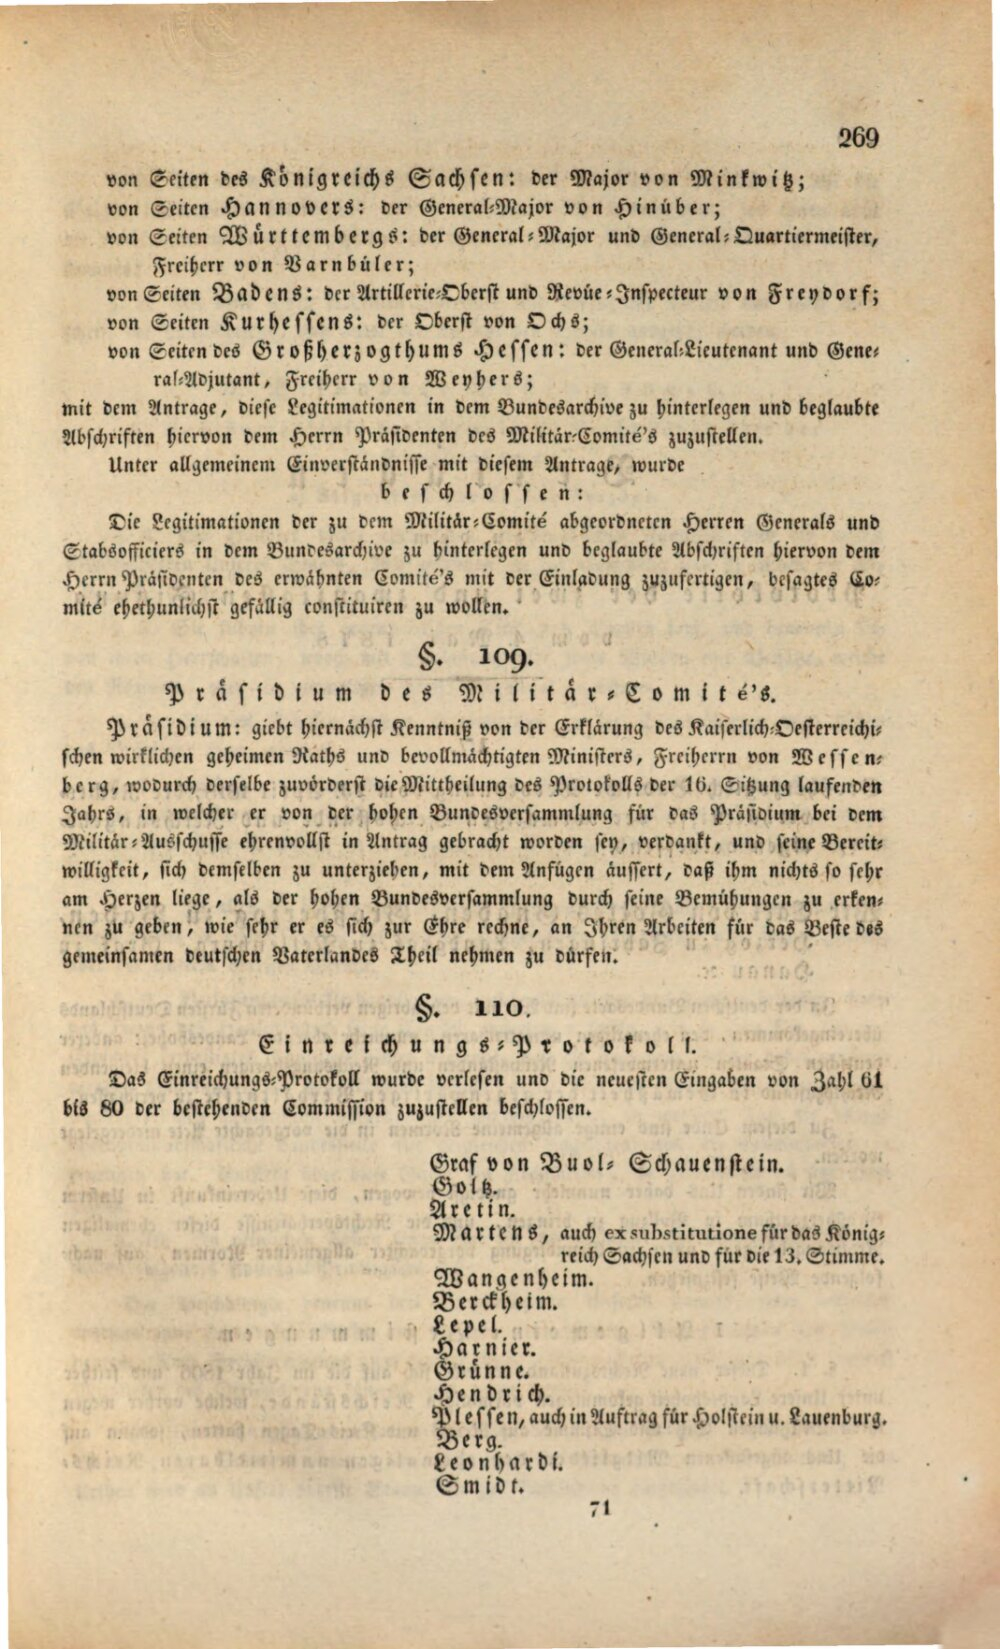 269
von Seiten des Königreichs Sachsen: der Major von Minkwitz;
von Seiten Hannovers: der General-Major von Hinüber;
von Seiten Württembergs: der General-Major und General-Quartiermeister,
Freiherr von Varnbüler;
von Seiten Badens: der Artillerie-Oberst und Revüe-Inspecteur von Freydorf;
von Seiten Kurhessens: der Oberst von Ochs;
von Seiten des Großherzogthums Hessen: der General-Lieutenant und Gene-
ral-Adjutant, Freiherr von Weyhers;
mit dem Antrage, diese Legitimationen in dem Bundesarchive zu hinterlegen und beglaubte
Abschriften hiervon dem Herrn Präsidenten des Militär-Comité's zuzustellen.
Unter allgemeinem Einverständnisse mit diesem Antrage, wurde
beschlossen:
Die Legitimationen der zu dem Militär-Comité abgeordneten Herren Generals und
Stabsofficiers in dem Bundesarchive zu hinterlegen und beglaubte Abschriften hiervon dem
Herrn Präsidenten des erwähnten Comité's mit der Einladung zuzufertigen, besagtes Co-
mité ehethunlichst gefällig constituiren zu wollen.
§. 109.
Präsidium des Militär-Comité's.
Präsidium: giebt hiernächst Kenntniß von der Erklärung des Kaiserlich-Oesterreichi-
schen wirklichen geheimen Raths und bevollmächtigten Ministers, Freiherrn von Wessen-
berg, wodurch derselbe zuvörderst die Mittheilung des Protokolls der 16. Sitzung laufenden
Jahrs, in welcher er von der hohen Bundesversammlung für das Präsidium bei dem
Militär-Ausschusse ehrenvollst in Antrag gebracht worden sey, verdankt, und seine Bereit-
willigkeit, sich demselben zu unterziehen, mit dem Anfügen äussert, daß ihm nichts so sehr
am Herzen liege, als der hohen Bundesversammlung durch seine Bemühungen zu erken-
nen zu geben, wie sehr er es sich zur Ehre rechne, an Ihren Arbeiten für das Beste des
gemeinsamen deutschen Vaterlandes Theil nehmen zu dürfen.
§. 110.
Einreichungs-Protokoll.
Das Einreichungs-Protokoll wurde verlesen und die neuesten Eingaben von Zahl 61
bis 80 der bestehenden Commission zuzustellen beschlossen.
Graf von Buol-Schauenstein.
Goltz.
Aretin.
Martens, auch ex substitutione für das König-
reich Sachsen und für die 13. Stimme.
Wangenheim.
Berckheim.
Lepel.
Harnier.
Grünne.
Hendrich.
Plessen, auch in Auftrag für Holstein u. Lauenburg.
Berg.
Leonhardi.
Smidt.
71